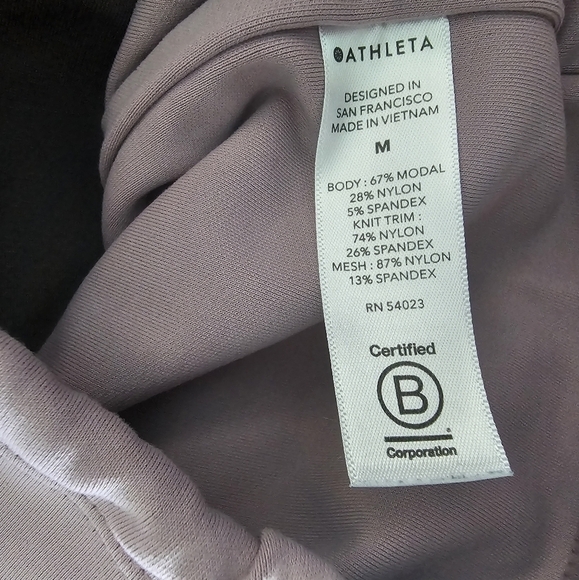 ATHLETA
DESIGNED IN
SAN FRANCISCO
MADE IN VIETNAM
M
BODY : 67% MODAL
28% NYLON
5% SPANDEX
KNIT TRIM :
74% NYLON
26% SPANDEX
MESH : 87% NYLON
13% SPANDEX
RN 54023
Certified
B
Corporation